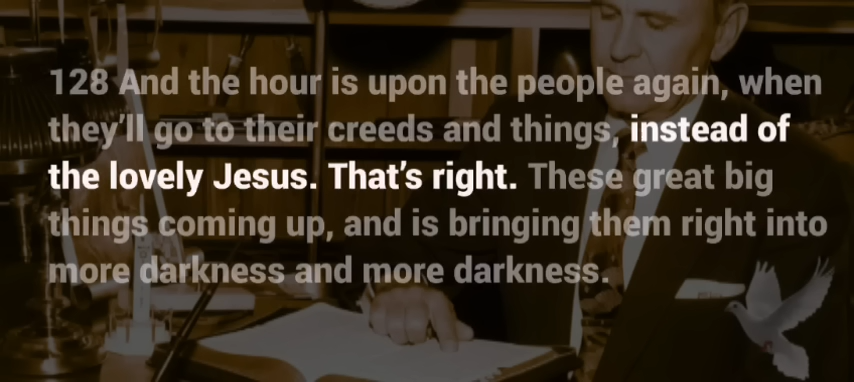 128 And the hour is upon the people again, when
they'll go to their creeds and things, instead of
the lovely Jesus. That's right. These great big
things coming up, and is bringing them right into
more darkness and more darkness.